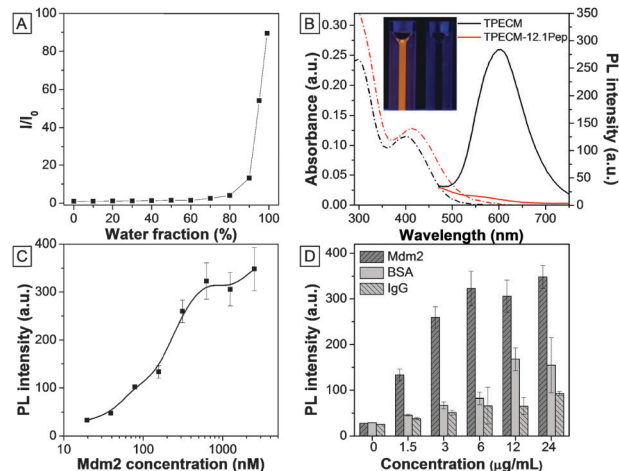 A
I/I0
100
80
60
40
20
0
0 20 40 60 80 100
Water fraction (%)
B
TPECM
TPECM-12.1Pep
Absorbance (a.u.)
0.30
0.25
0.20
0.15
0.10
0.05
0.00
PL intensity (a.u.)
350
300
250
200
150
100
50
0
300 400 500 600 700
Wavelength (nm)
C
PL intensity (a.u.)
400
300
200
100
0
10 100 1000
Mdm2 concentration (nM)
D
Mdm2
BSA
IgG
PL intensity (a.u.)
400
300
200
100
0
0 1.5 3 6 12 24
Concentration (µg/mL)